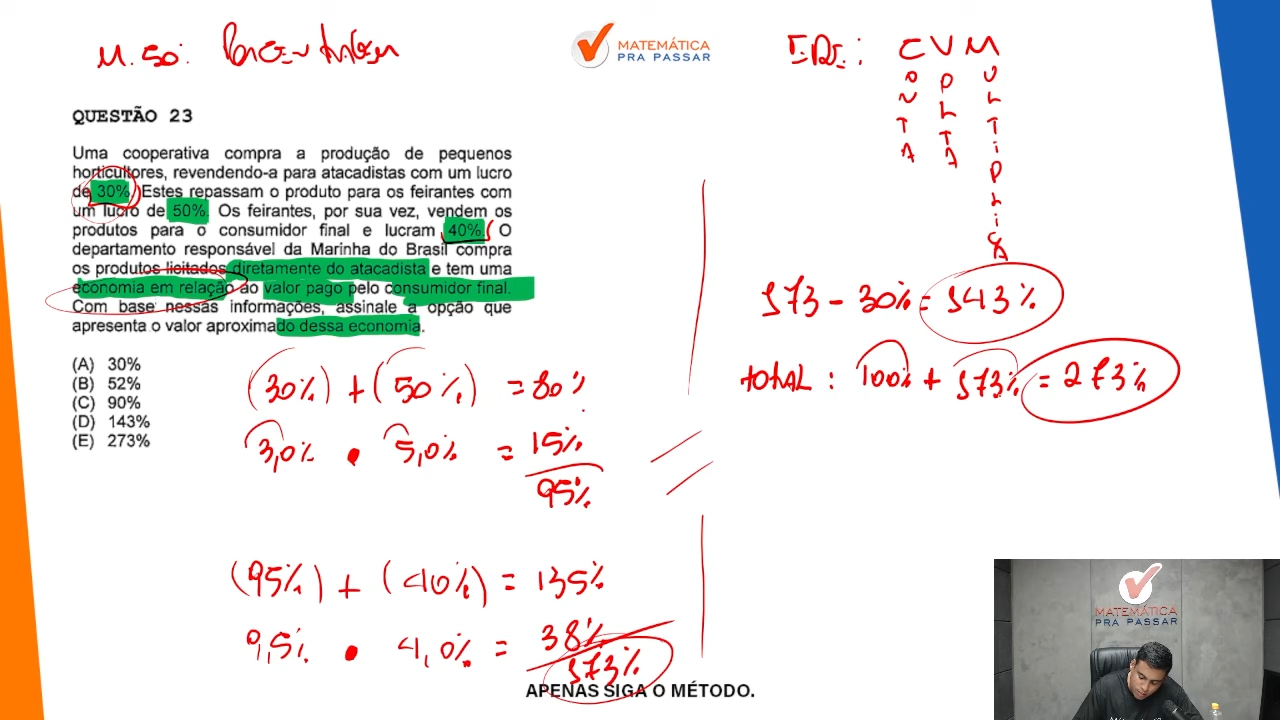 M. SD: Porcentagem
MATEMÁTICA
PRA PASSAR
QUESTÃO 23
Uma cooperativa compra a produção de pequenos
horticultores, revendendo-a para atacadistas com um lucro
de 30%. Estes repassam o produto para os feirantes com
um lucro de 50%. Os feirantes, por sua vez, vendem os
produtos para o consumidor final e lucram 40%. O
departamento responsável da Marinha do Brasil compra
os produtos licitados diretamente do atacadista e tem uma
economia em relação ao valor pago pelo consumidor final.
Com base nessas informações, assinale a opção que
apresenta o valor aproximado dessa economia.
(A) 30%
(B) 52%
(C) 90%
(D) 143%
(E) 273%
(30%) + (50%) = 80%
3,0% • 5,0% = 15%
95%
(95%) + (40%) = 135%
9,5% • 4,0% = 38%
173%
CVM
CONTA
VOLTA
MULTIPLICA
173 - 30% = 143%
TOTAL: 100% + 173% = 273%
APENAS SIGA O MÉTODO.
MATEMÁTICA
PRA PASSAR